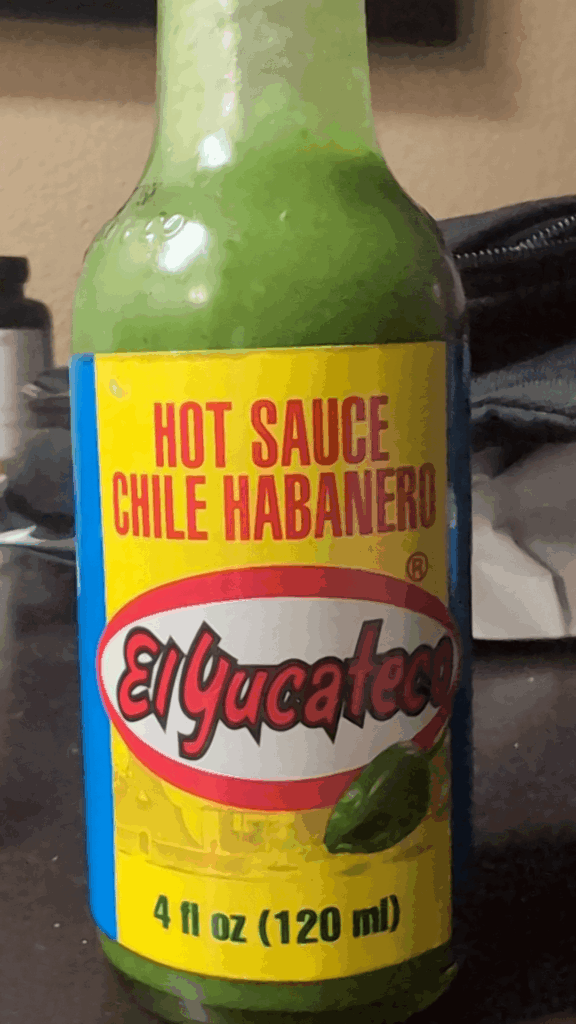 HOT SAUCE
CHILE HABANERO
®
El Yucateco
4 fl oz (120 ml)